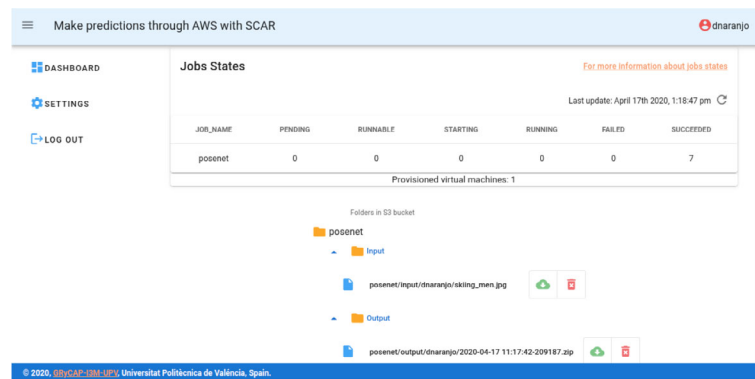 Make predictions through AWS with SCAR
dnaranjo
DASHBOARD
SETTINGS
LOG OUT
Jobs States
For more information about jobs states
Last update: April 17th 2020, 1:18:47 pm
JOB_NAME PENDING RUNNABLE STARTING RUNNING FAILED SUCCEEDED
posenet 0 0 0 0 0 7
Provisioned virtual machines: 1
Folders in S3 bucket
posenet
Input
posenet/input/dnaranjo/skiing_men.jpg
Output
posenet/output/dnaranjo/2020-04-17 11:17:42-209187.zip
© 2020, GRyCAP-I3M-UPV, Universitat Politècnica de València, Spain.